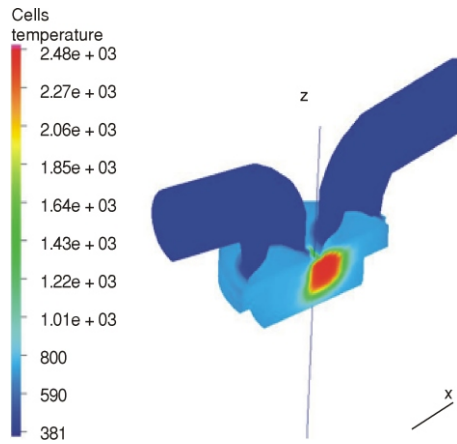 Cells
temperature
2.48e + 03
2.27e + 03
2.06e + 03
1.85e + 03
1.64e + 03
1.43e + 03
1.22e + 03
1.01e + 03
800
590
381
z
x